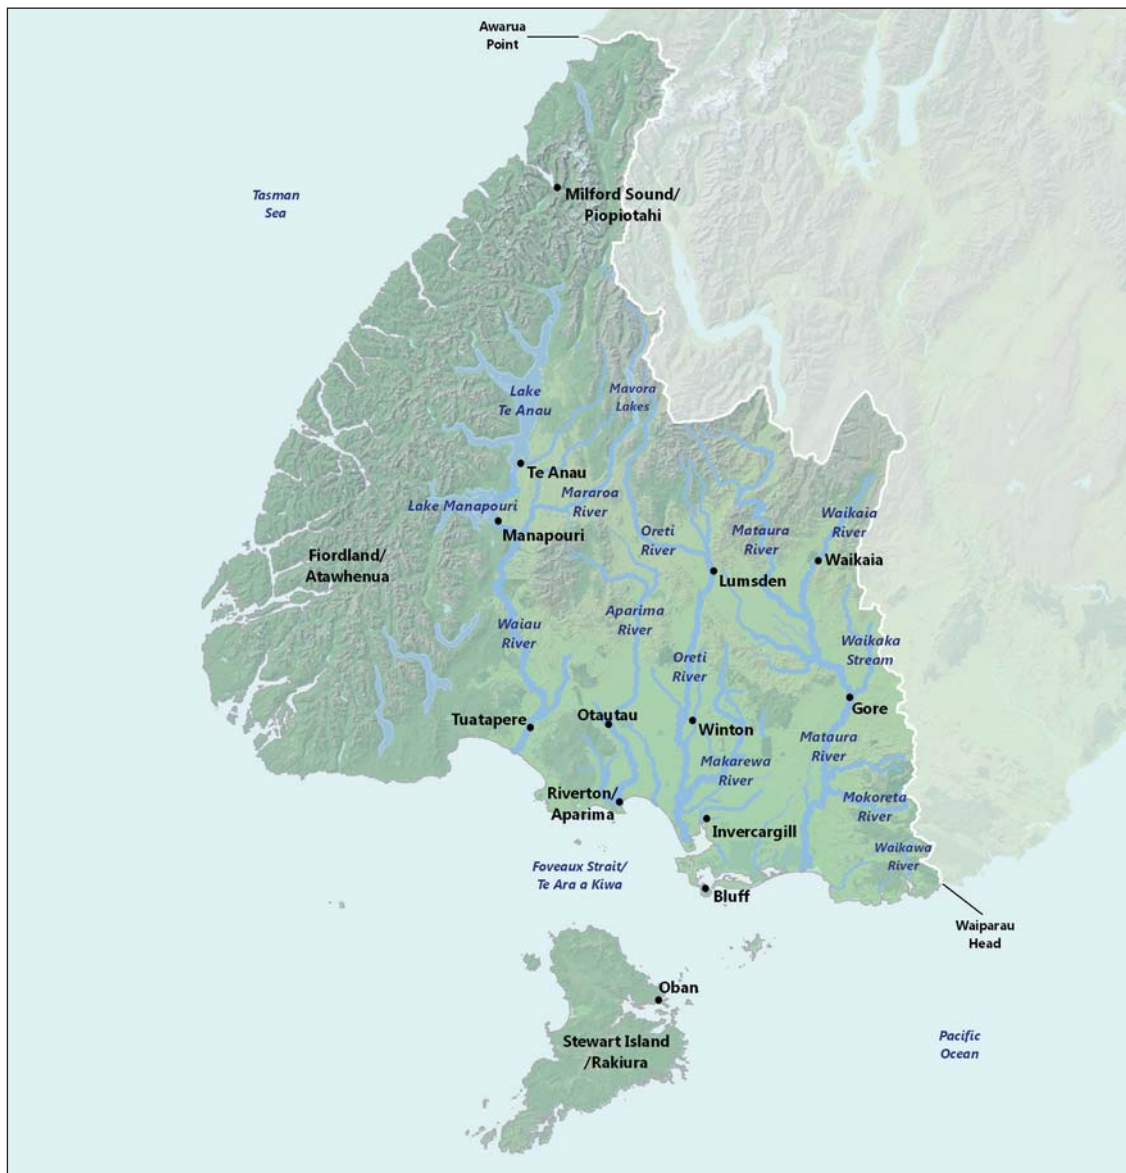 Awarua
Point
Tasman
Sea
Milford Sound/
Piopiotahi
Lake
Te Anau
Mavora
Lakes
Te Anau
Mararoa
River
Lake Manapouri
Manapouri
Fiordland/
Atawhenua
Oreti
River
Mataura
River
Waikaia
River
Waikaia
Lumsden
Waiau
River
Aparima
River
Waikaka
Stream
Oreti
River
Gore
Tuatapere
Otautau
Winton
Mataura
River
Makarewa
River
Riverton/
Aparima
Mokoreta
River
Invercargill
Waikawa
River
Foveaux Strait/
Te Ara a Kiwa
Bluff
Waiparau
Head
Oban
Stewart Island
/Rakiura
Pacific
Ocean